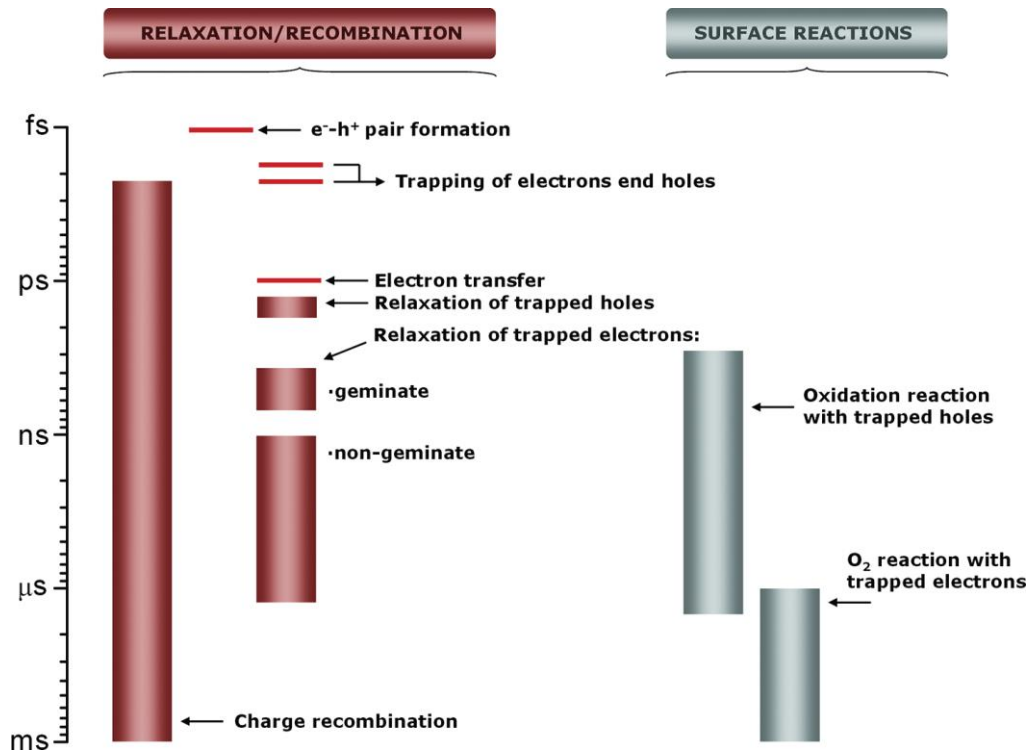 RELAXATION/RECOMBINATION
SURFACE REACTIONS
fs
e⁻-h⁺ pair formation
Trapping of electrons end holes
ps
Electron transfer
Relaxation of trapped holes
Relaxation of trapped electrons:
·geminate
Oxidation reaction
with trapped holes
ns
·non-geminate
O₂ reaction with
trapped electrons
µs
Charge recombination
ms